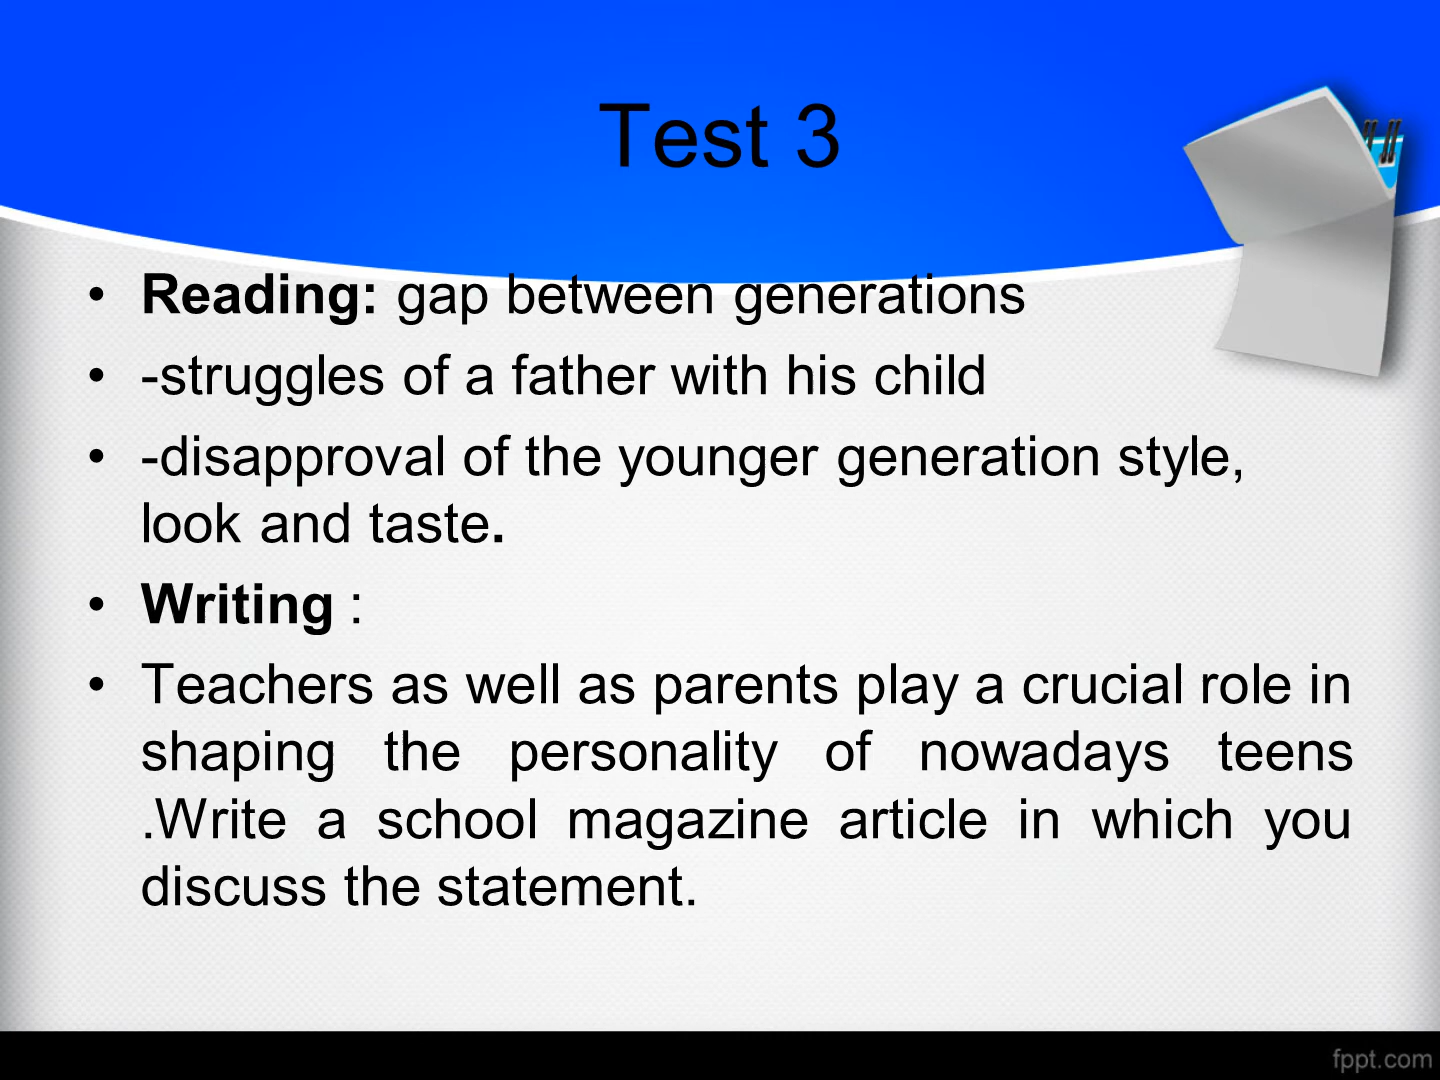 Test 3
• Reading: gap between generations
• -struggles of a father with his child
• -disapproval of the younger generation style,
look and taste.
• Writing :
• Teachers as well as parents play a crucial role in
shaping the personality of nowadays teens
.Write a school magazine article in which you
discuss the statement.
fppt.com